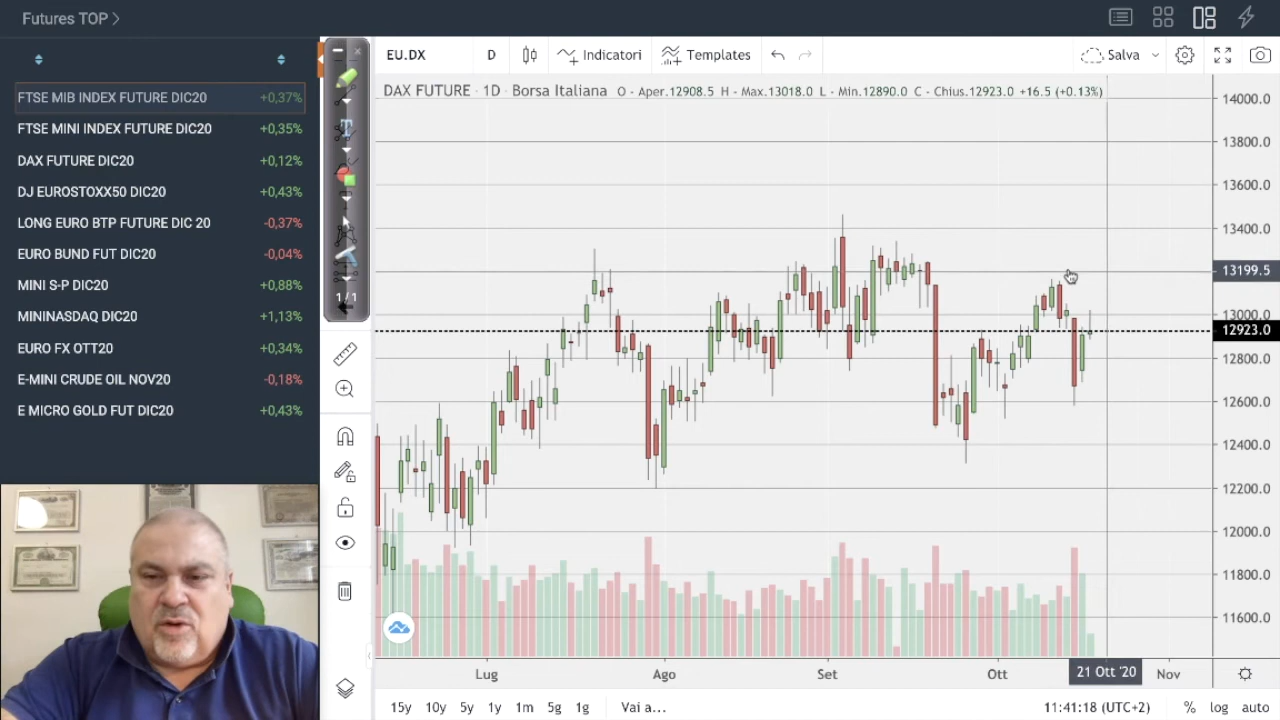 Futures TOP
FTSE MIB INDEX FUTURE DIC20 +0,37%
FTSE MINI INDEX FUTURE DIC20 +0,35%
DAX FUTURE DIC20 +0,12%
DJ EUROSTOXX50 DIC20 +0,43%
LONG EURO BTP FUTURE DIC 20 -0,37%
EURO BUND FUT DIC20 -0,04%
MINI S-P DIC20 +0,88%
MININASDAQ DIC20 +1,13%
EURO FX OTT20 +0,34%
E-MINI CRUDE OIL NOV20 -0,18%
E MICRO GOLD FUT DIC20 +0,43%
1/1
EU.DX D Indicatori Templates Salva
DAX FUTURE · 1D · Borsa Italiana O - Aper.12908.5 H - Max.13018.0 L - Min.12890.0 C - Chius.12923.0 +16.5 (+0.13%)
14000.0
13800.0
13600.0
13400.0
13199.5
13000.0
12923.0
12800.0
12600.0
12400.0
12200.0
12000.0
11800.0
11600.0
Lug Ago Set Ott 21 Ott '20 Nov
15y 10y 5y 1y 1m 5g 1g Vai a... 11:41:18 (UTC+2) % log auto